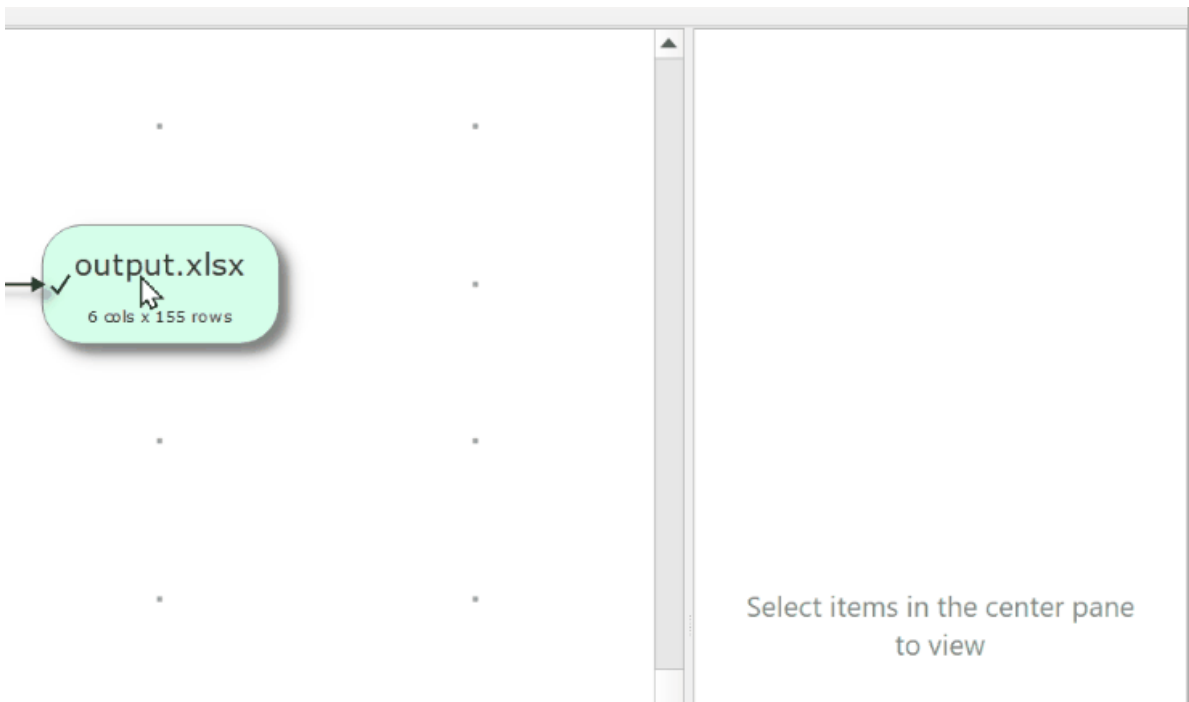 output.xlsx
6 cols x 155 rows
Select items in the center pane
to view